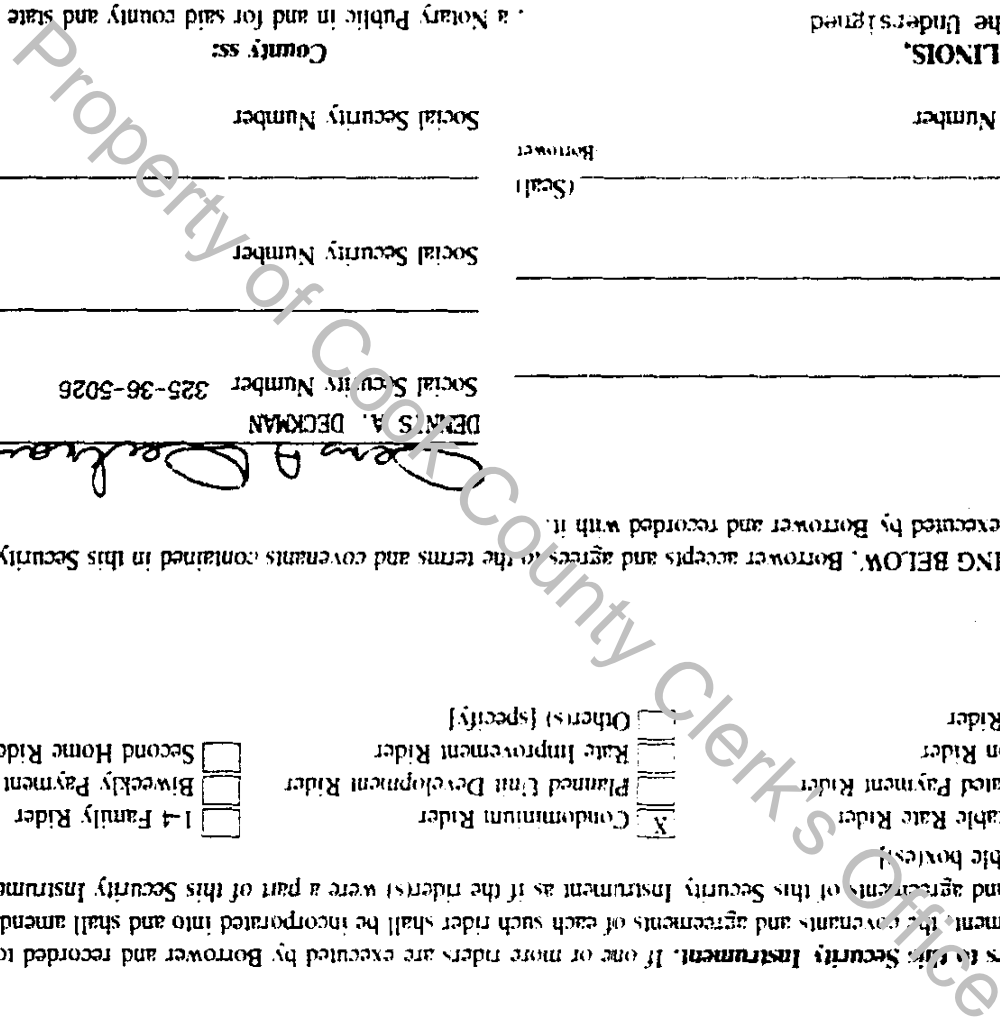 s to this Security Instrument. If one or more riders are executed by Borrower and recorded to
ment, the covenants and agreements of each such rider shall be incorporated into and shall amend
nd agreements of this Security Instrument as if the rider(s) were a part of this Security Instrume
ble box(es)]
able Rate Rider X Condominium Rider 1-4 Family Rider
ated Payment Rider Planned Unit Development Rider Biweekly Payment
n Rider Rate Improvement Rider Second Home Ride
Rider Other(s) [specify]
NG BELOW, Borrower accepts and agrees to the terms and covenants contained in this Security
executed by Borrower and recorded with it.
Dennis A Deckman
DENNIS A. DECKMAN
Social Security Number 325-36-5026
Social Security Number
(Seal)
Borrower
Number Social Security Number
LINOIS, County ss:
he Undersigned , a Notary Public in and for said county and state
Property of Cook County Clerk's Office